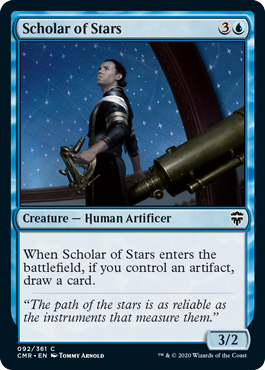 Scholar of Stars 3
Creature — Human Artificer
When Scholar of Stars enters the
battlefield, if you control an artifact,
draw a card.
“The path of the stars is as reliable as
the instruments that measure them.”
3/2
092/361 C
CMR • EN TOMMY ARNOLD
™ & © 2020 Wizards of the Coast